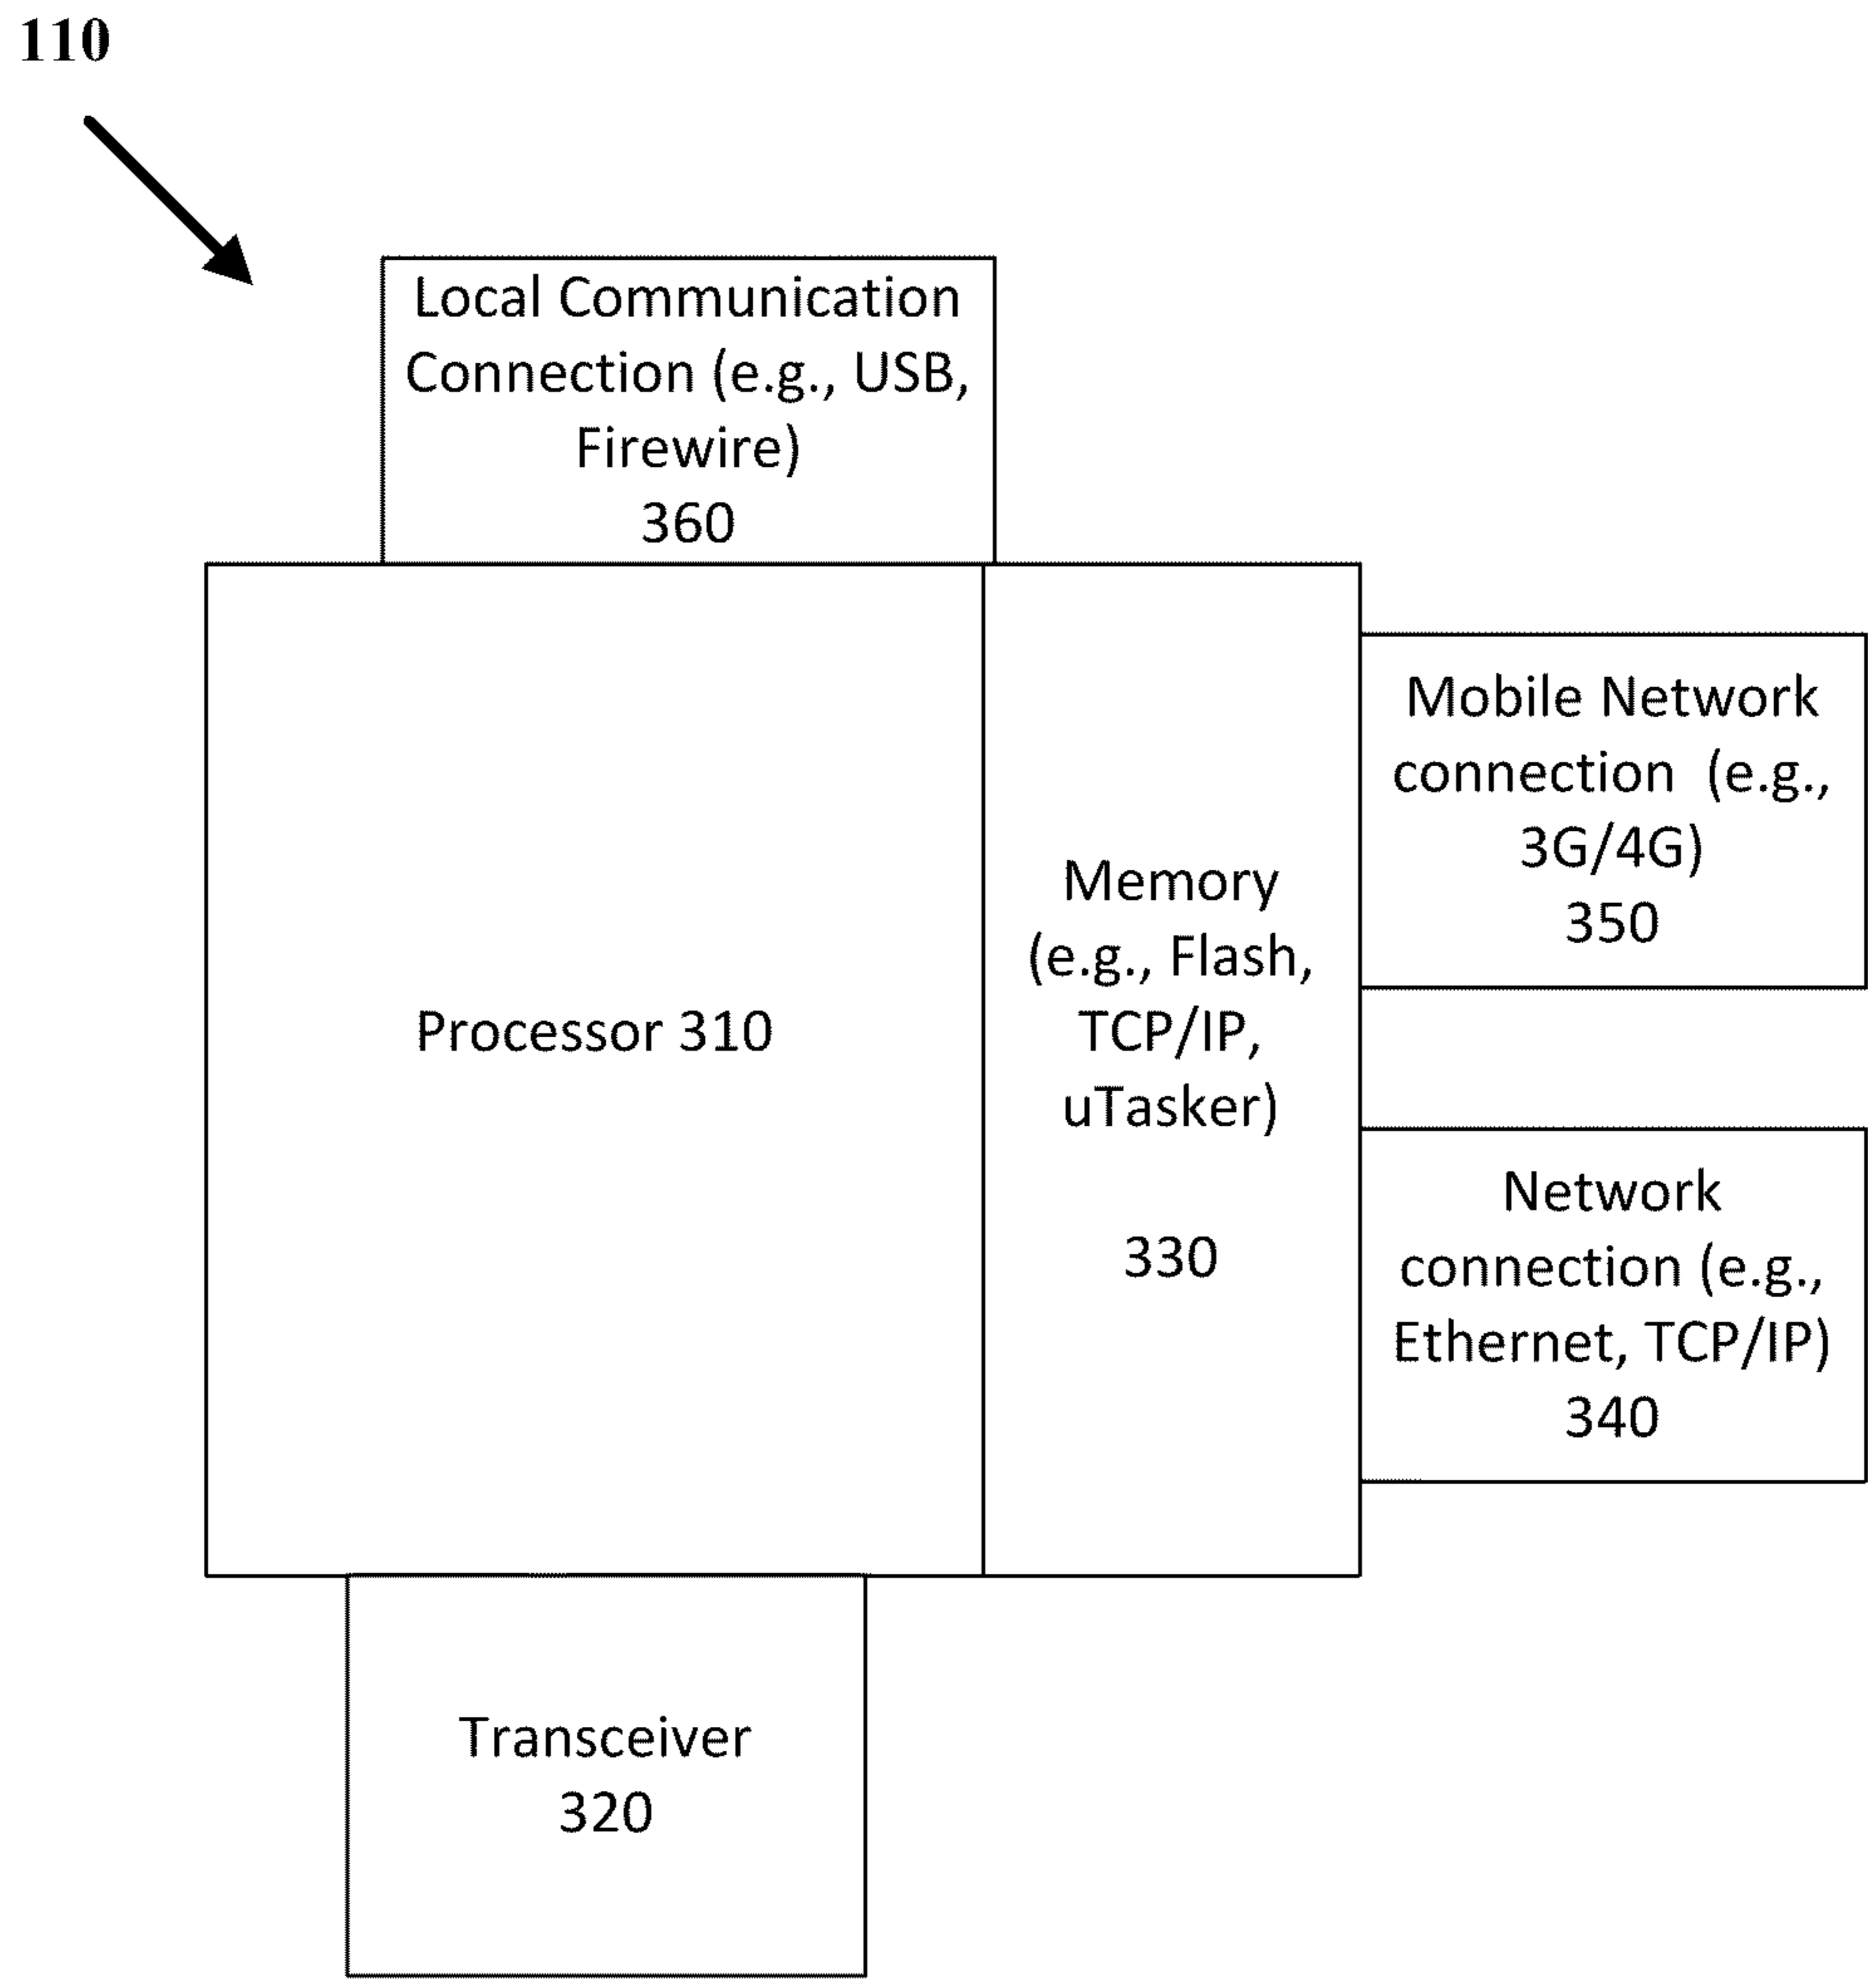 110
Local Communication
Connection (e.g., USB,
Firewire)
360
Processor 310
Memory
(e.g., Flash,
TCP/IP,
uTasker)
330
Mobile Network
connection  (e.g.,
3G/4G)
350
Network
connection (e.g.,
Ethernet, TCP/IP)
340
Transceiver
320